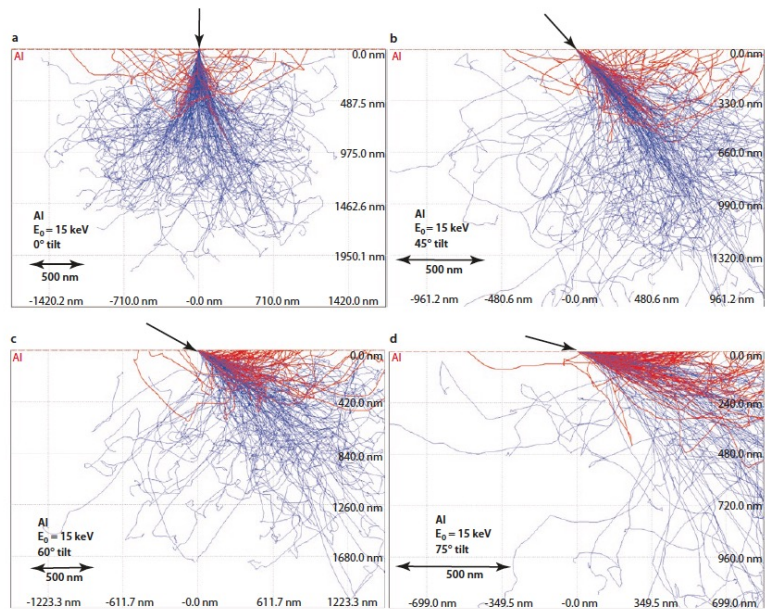 a
Al
0.0 nm
487.5 nm
975.0 nm
1462.6 nm
1950.1 nm
Al
E0 = 15 keV
0° tilt
500 nm
-1420.2 nm -710.0 nm -0.0 nm 710.0 nm 1420.0 nm
b
Al
0.0 nm
330.0 nm
660.0 nm
990.0 nm
1320.0 nm
Al
E0 = 15 keV
45° tilt
500 nm
-961.2 nm -480.6 nm -0.0 nm 480.6 nm 961.2 nm
c
Al
0.0 nm
420.0 nm
840.0 nm
1260.0 nm
1680.0 nm
Al
E0 = 15 keV
60° tilt
500 nm
-1223.3 nm -611.7 nm -0.0 nm 611.7 nm 1223.3 nm
d
Al
0.0 nm
240.0 nm
480.0 nm
720.0 nm
960.0 nm
Al
E0 = 15 keV
75° tilt
500 nm
-699.0 nm -349.5 nm -0.0 nm 349.5 nm 699.0 nm